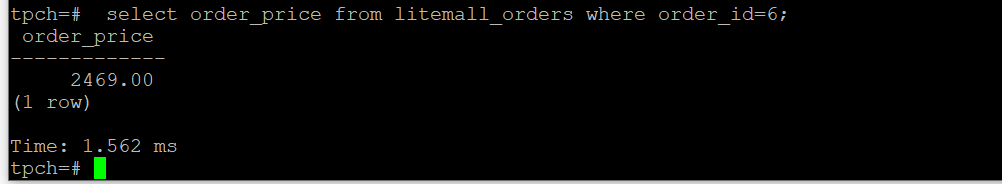 tpch=#  select order_price from litemall_orders where order_id=6;
 order_price
-------------
     2469.00
(1 row)

Time: 1.562 ms
tpch=#